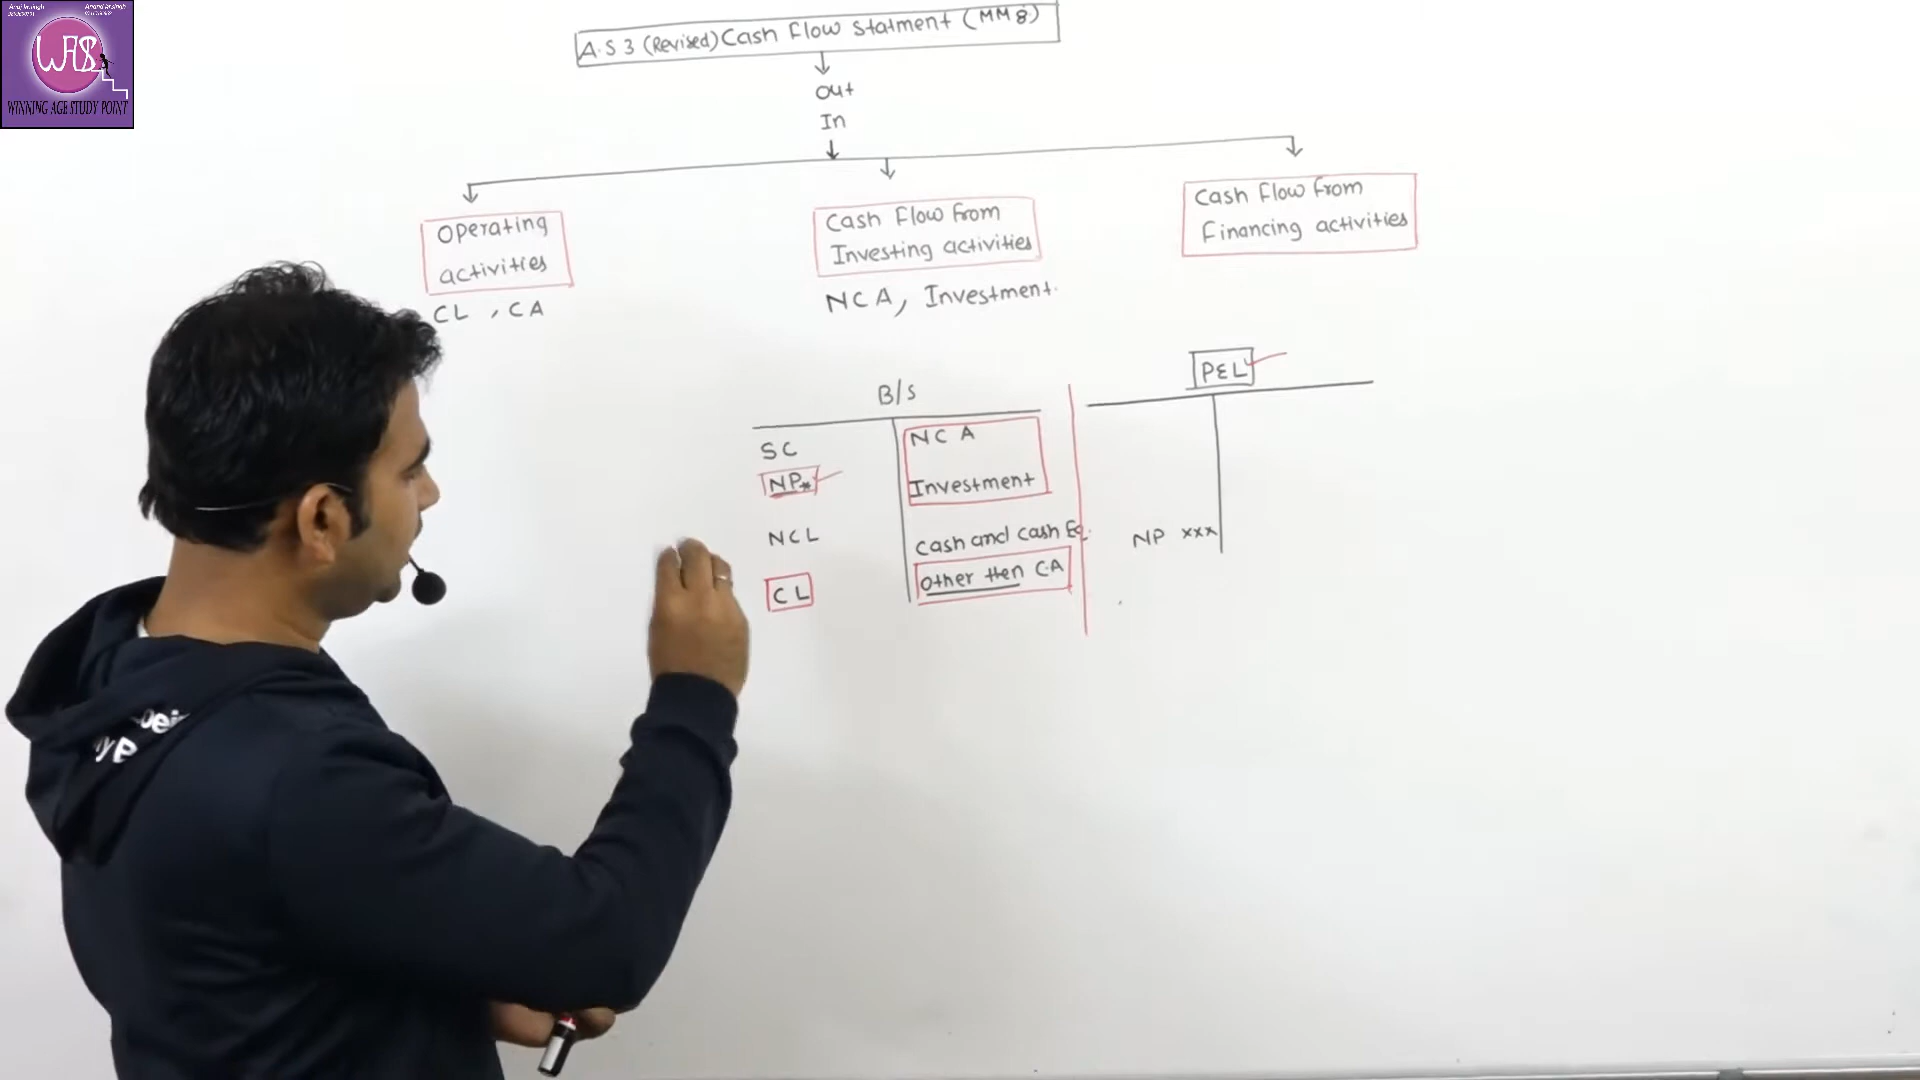 WAS
WINNING AGE STUDY POINT
A.S 3 (Revised) Cash Flow Statment (MM 8)
Out
In
Operating
activities
CL , CA
Cash Flow From
Investing activities
NCA, Investment.
Cash Flow From
Financing activities
B/S
SC
NP*
NCL
CL
NCA
Investment
Cash and Cash Eq.
Other then C.A
P&L
NP xxx